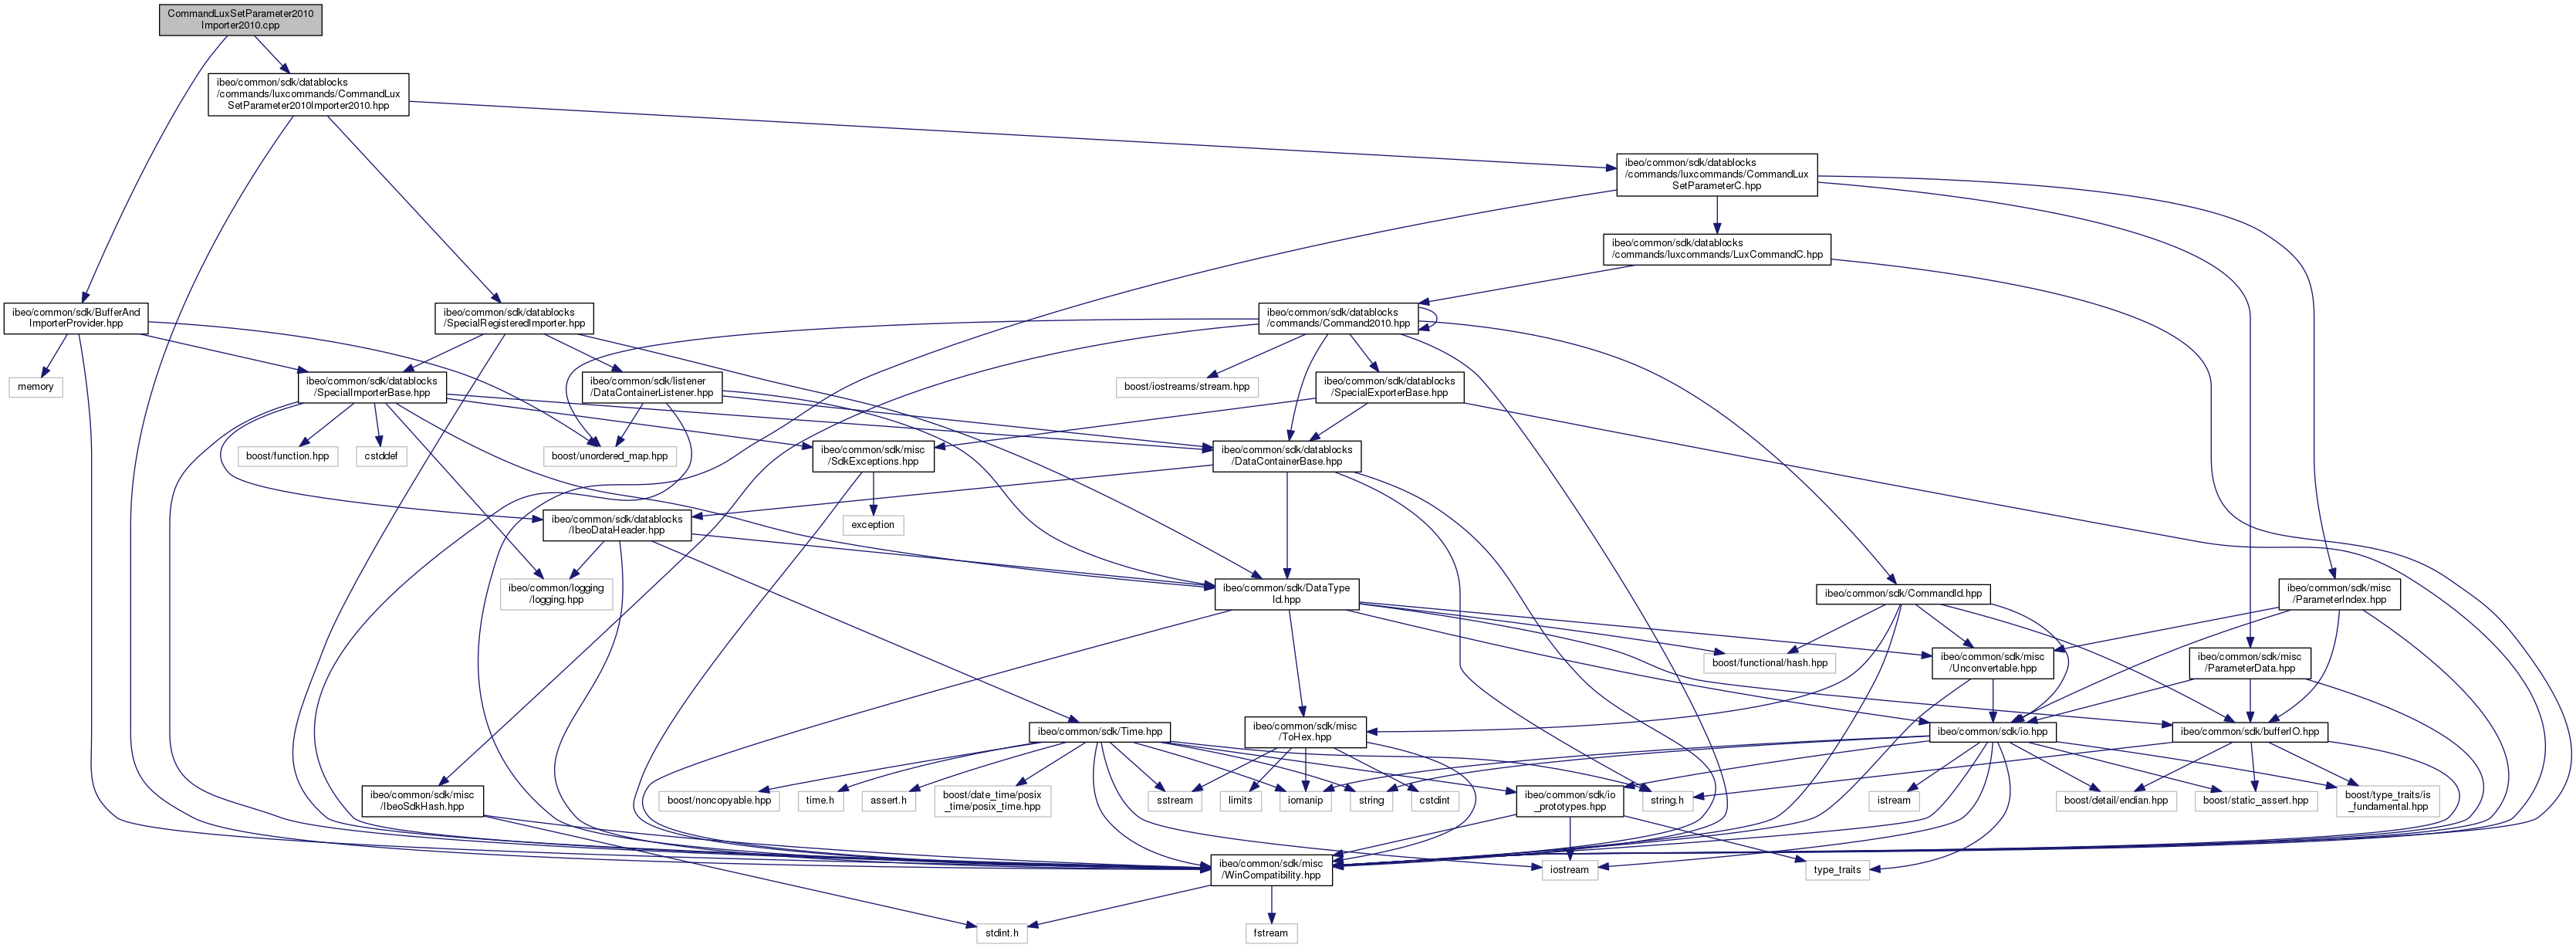 CommandLuxSetParameter2010
Importer2010.cpp
ibeo/common/sdk/datablocks
/commands/luxcommands/CommandLux
SetParameter2010Importer2010.hpp
ibeo/common/sdk/datablocks
/commands/luxcommands/CommandLux
SetParameterC.hpp
ibeo/common/sdk/datablocks
/commands/luxcommands/LuxCommandC.hpp
ibeo/common/sdk/BufferAnd
ImporterProvider.hpp
ibeo/common/sdk/datablocks
/SpecialRegisteredImporter.hpp
ibeo/common/sdk/datablocks
/commands/Command2010.hpp
memory
ibeo/common/sdk/datablocks
/SpecialImporterBase.hpp
ibeo/common/sdk/listener
/DataContainerListener.hpp
boost/iostreams/stream.hpp
ibeo/common/sdk/datablocks
/SpecialExporterBase.hpp
boost/function.hpp
cstddef
boost/unordered_map.hpp
ibeo/common/sdk/misc
/SdkExceptions.hpp
ibeo/common/sdk/datablocks
/DataContainerBase.hpp
ibeo/common/sdk/datablocks
/IbeoDataHeader.hpp
exception
ibeo/common/logging
/logging.hpp
ibeo/common/sdk/DataType
Id.hpp
ibeo/common/sdk/CommandId.hpp
ibeo/common/sdk/misc
/ParameterIndex.hpp
boost/functional/hash.hpp
ibeo/common/sdk/misc
/Unconvertable.hpp
ibeo/common/sdk/misc
/ParameterData.hpp
ibeo/common/sdk/Time.hpp
ibeo/common/sdk/misc
/ToHex.hpp
ibeo/common/sdk/io.hpp
ibeo/common/sdk/bufferIO.hpp
ibeo/common/sdk/misc
/IbeoSdkHash.hpp
boost/noncopyable.hpp
time.h
assert.h
boost/date_time/posix
_time/posix_time.hpp
sstream
limits
iomanip
string
cstdint
ibeo/common/sdk/io
_prototypes.hpp
string.h
istream
boost/detail/endian.hpp
boost/static_assert.hpp
boost/type_traits/is
_fundamental.hpp
ibeo/common/sdk/misc
/WinCompatibility.hpp
iostream
type_traits
stdint.h
fstream